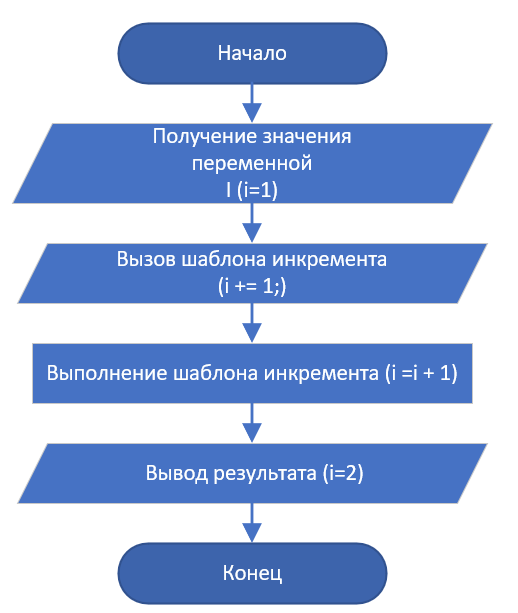 Начало
Получение значения
переменной
I (i=1)
Вызов шаблона инкремента
(i += 1;)
Выполнение шаблона инкремента (i =i + 1)
Вывод результата (i=2)
Конец